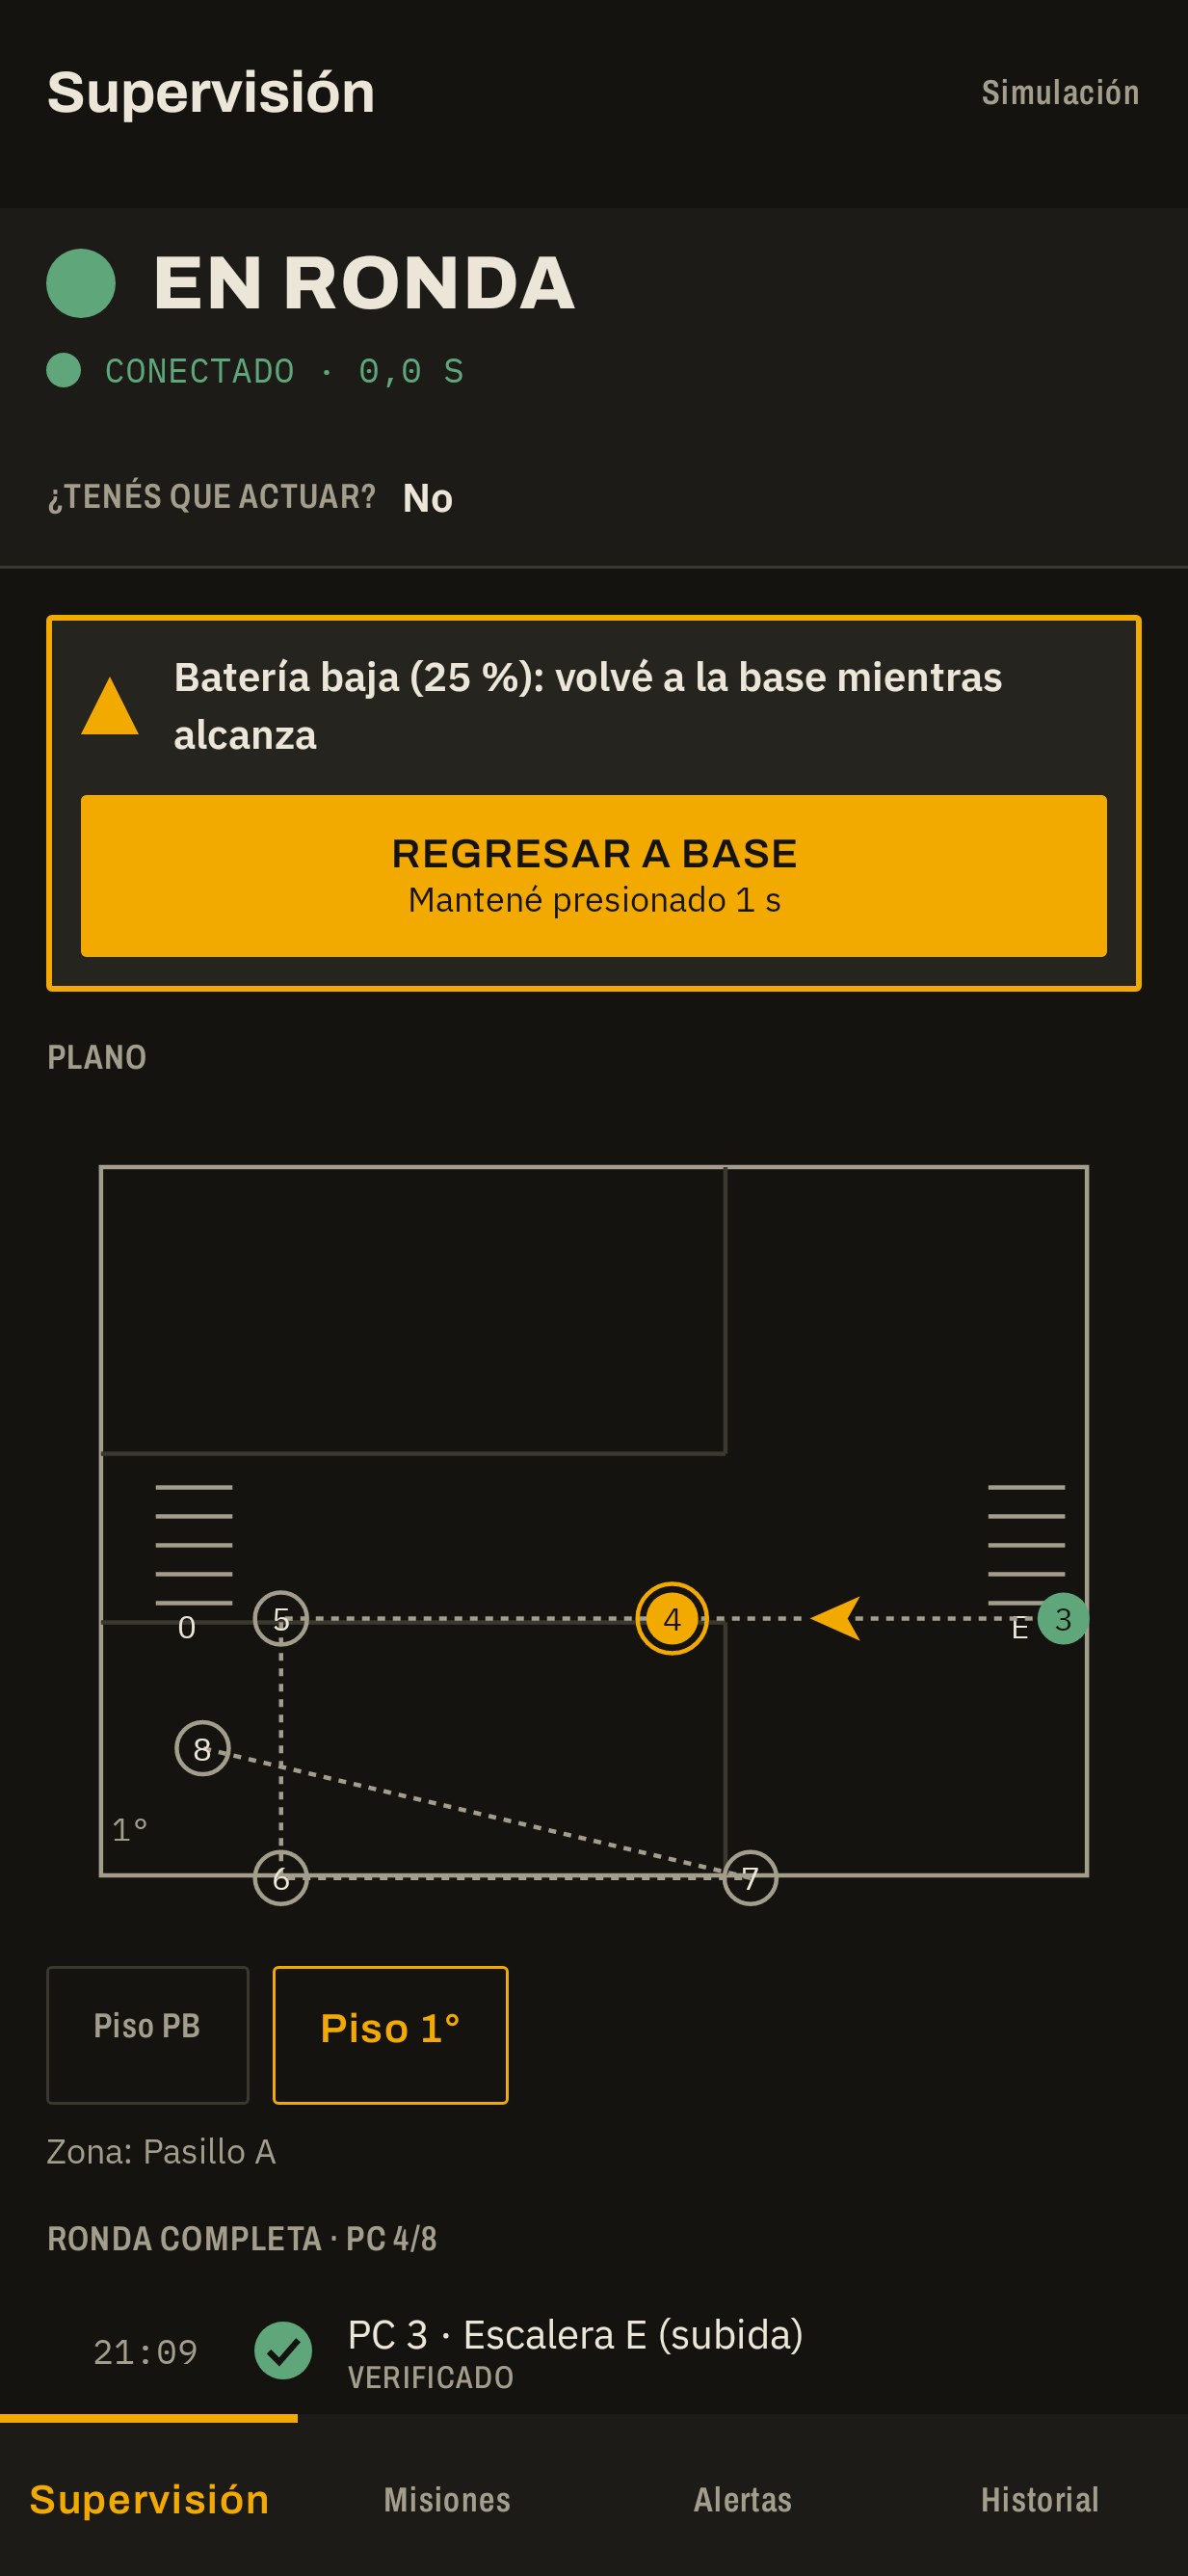 Supervisión
Simulación
EN RONDA
CONECTADO · 0,0 S
¿TENÉS QUE ACTUAR? No
Batería baja (25 %): volvé a la base mientras
alcanza
REGRESAR A BASE
Mantené presionado 1 s
PLANO
O
5
4
E
3
8
1°
6
7
Piso PB
Piso 1°
Zona: Pasillo A
RONDA COMPLETA · PC 4/8
21:09
PC 3 · Escalera E (subida)
VERIFICADO
Supervisión
Misiones
Alertas
Historial